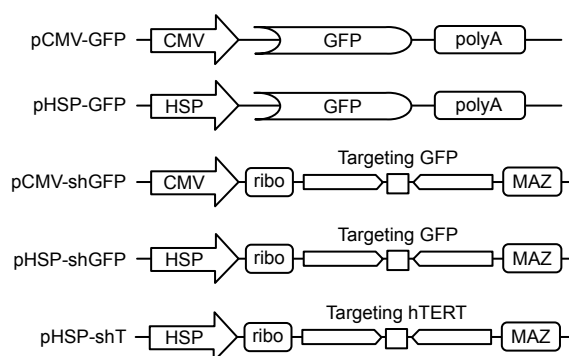 pCMV-GFP CMV GFP polyA
pHSP-GFP HSP GFP polyA
Targeting GFP
pCMV-shGFP CMV ribo MAZ
Targeting GFP
pHSP-shGFP HSP ribo MAZ
Targeting hTERT
pHSP-shT HSP ribo MAZ